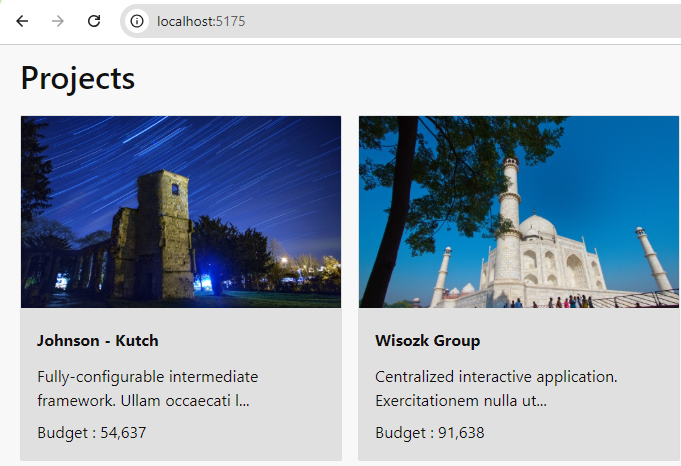 localhost:5175
Projects
Johnson - Kutch
Fully-configurable intermediate
framework. Ullam occaecati l...
Budget : 54,637
Wisozk Group
Centralized interactive application.
Exercitationem nulla ut...
Budget : 91,638